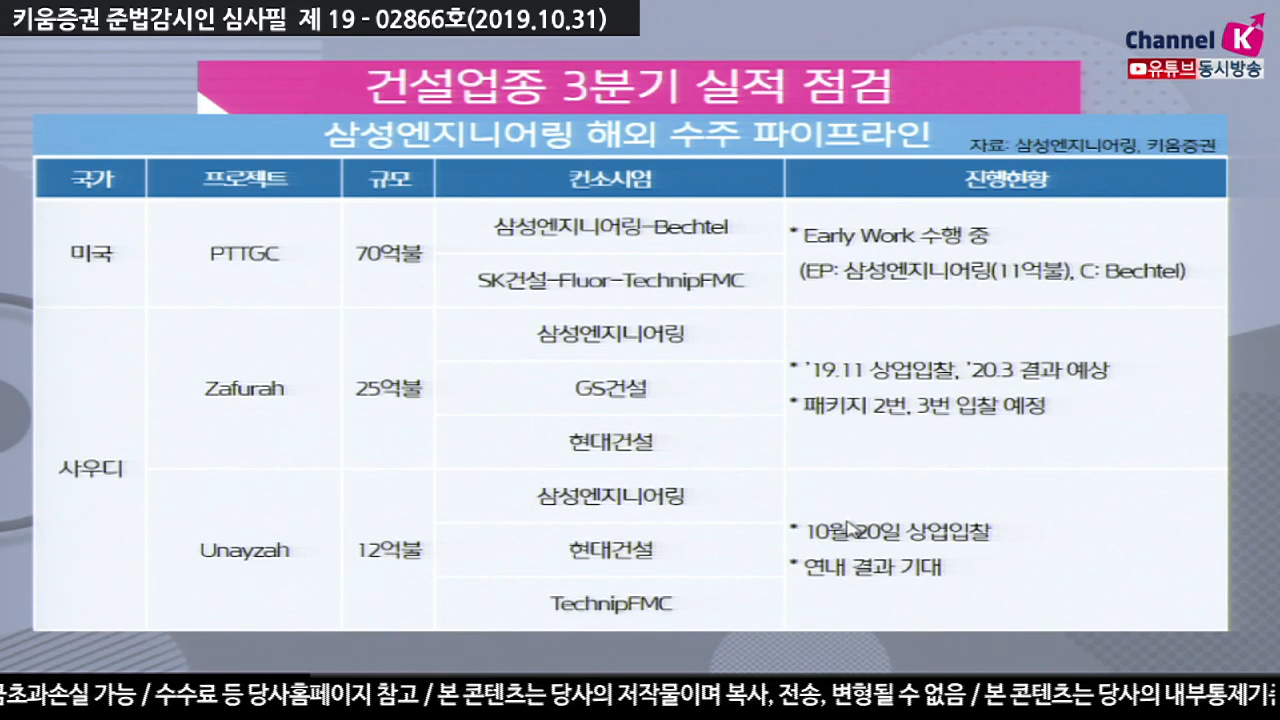 키움증권 준법감시인 심사필 제 19 - 02866호(2019.10.31)
Channel K
유튜브동시방송
건설업종 3분기 실적 점검
삼성엔지니어링 해외 수주 파이프라인
자료: 삼성엔지니어링, 키움증권
국가 프로젝트 규모 컨소시엄 진행현황
미국 PTTGC 70억불
삼성엔지니어링-Bechtel
SK건설-Fluor-TechnipFMC
* Early Work 수행 중
(EP: 삼성엔지니어링(11억불), C: Bechtel)
사우디
Zafurah 25억불
삼성엔지니어링
GS건설
현대건설
* '19.11 상업입찰, '20.3 결과 예상
* 패키지 2번, 3번 입찰 예정
Unayzah 12억불
삼성엔지니어링
현대건설
TechnipFMC
* 10월 20일 상업입찰
* 연내 결과 기대
금초과손실 가능 / 수수료 등 당사홈페이지 참고 / 본 콘텐츠는 당사의 저작물이며 복사, 전송, 변형될 수 없음 / 본 콘텐츠는 당사의 내부통제기준